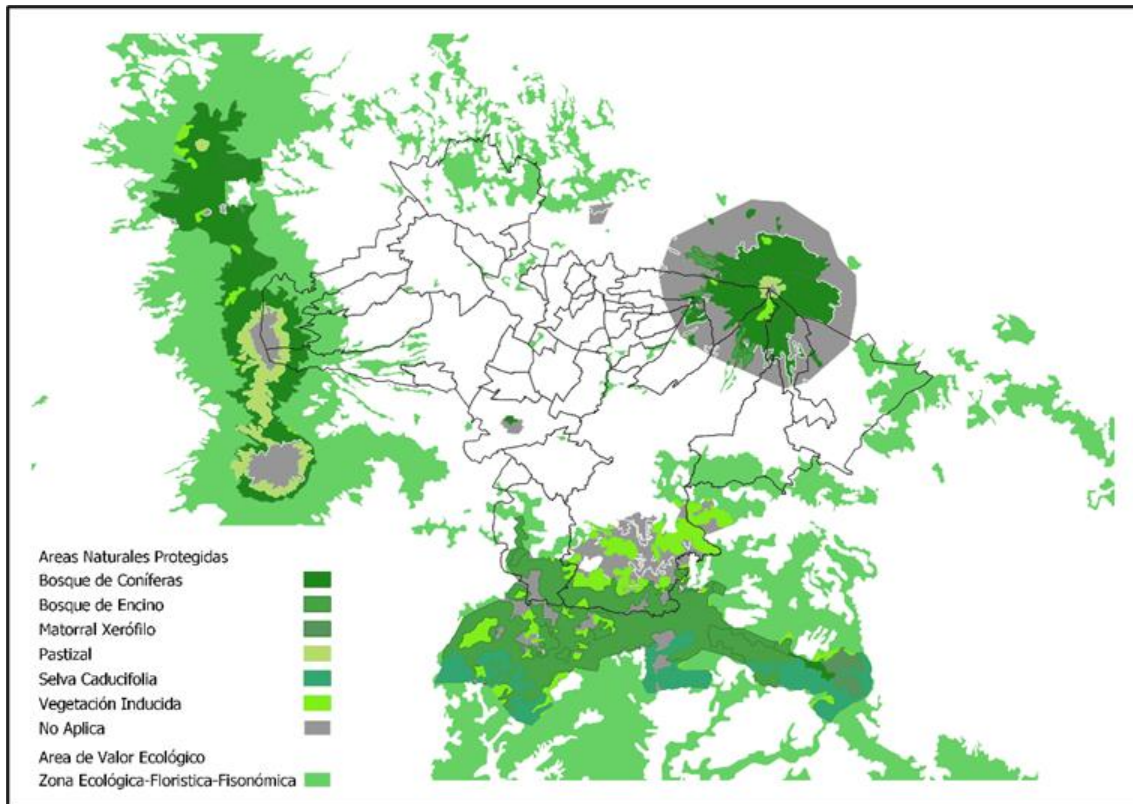 Areas Naturales Protegidas
Bosque de Coníferas
Bosque de Encino
Matorral Xerófilo
Pastizal
Selva Caducifolia
Vegetación Inducida
No Aplica
Area de Valor Ecológico
Zona Ecológica-Floristica-Fisonómica